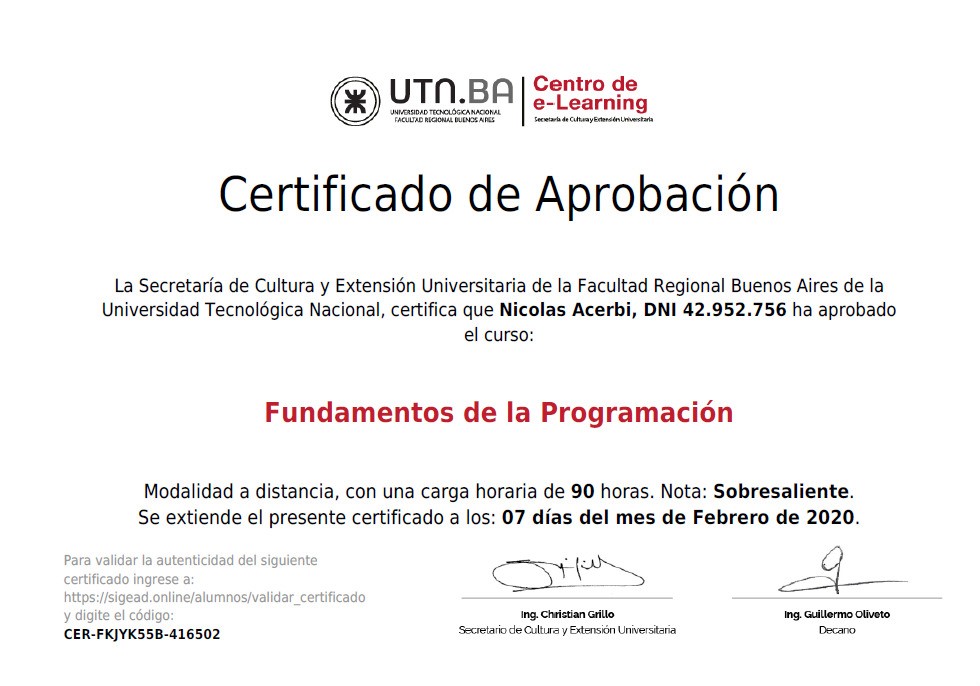 UTN.BA
UNIVERSIDAD TECNOLÓGICA NACIONAL
FACULTAD REGIONAL BUENOS AIRES
Centro de
e-Learning
Secretaría de Cultura y Extensión Universitaria
Certificado de Aprobación
La Secretaría de Cultura y Extensión Universitaria de la Facultad Regional Buenos Aires de la
Universidad Tecnológica Nacional, certifica que Nicolas Acerbi, DNI 42.952.756 ha aprobado
el curso:
Fundamentos de la Programación
Modalidad a distancia, con una carga horaria de 90 horas. Nota: Sobresaliente.
Se extiende el presente certificado a los: 07 días del mes de Febrero de 2020.
Para validar la autenticidad del siguiente
certificado ingrese a:
https://sigead.online/alumnos/validar_certificado
y digite el código:
CER-FKJYK55B-416502
Ing. Christian Grillo
Secretario de Cultura y Extensión Universitaria
Ing. Guillermo Oliveto
Decano